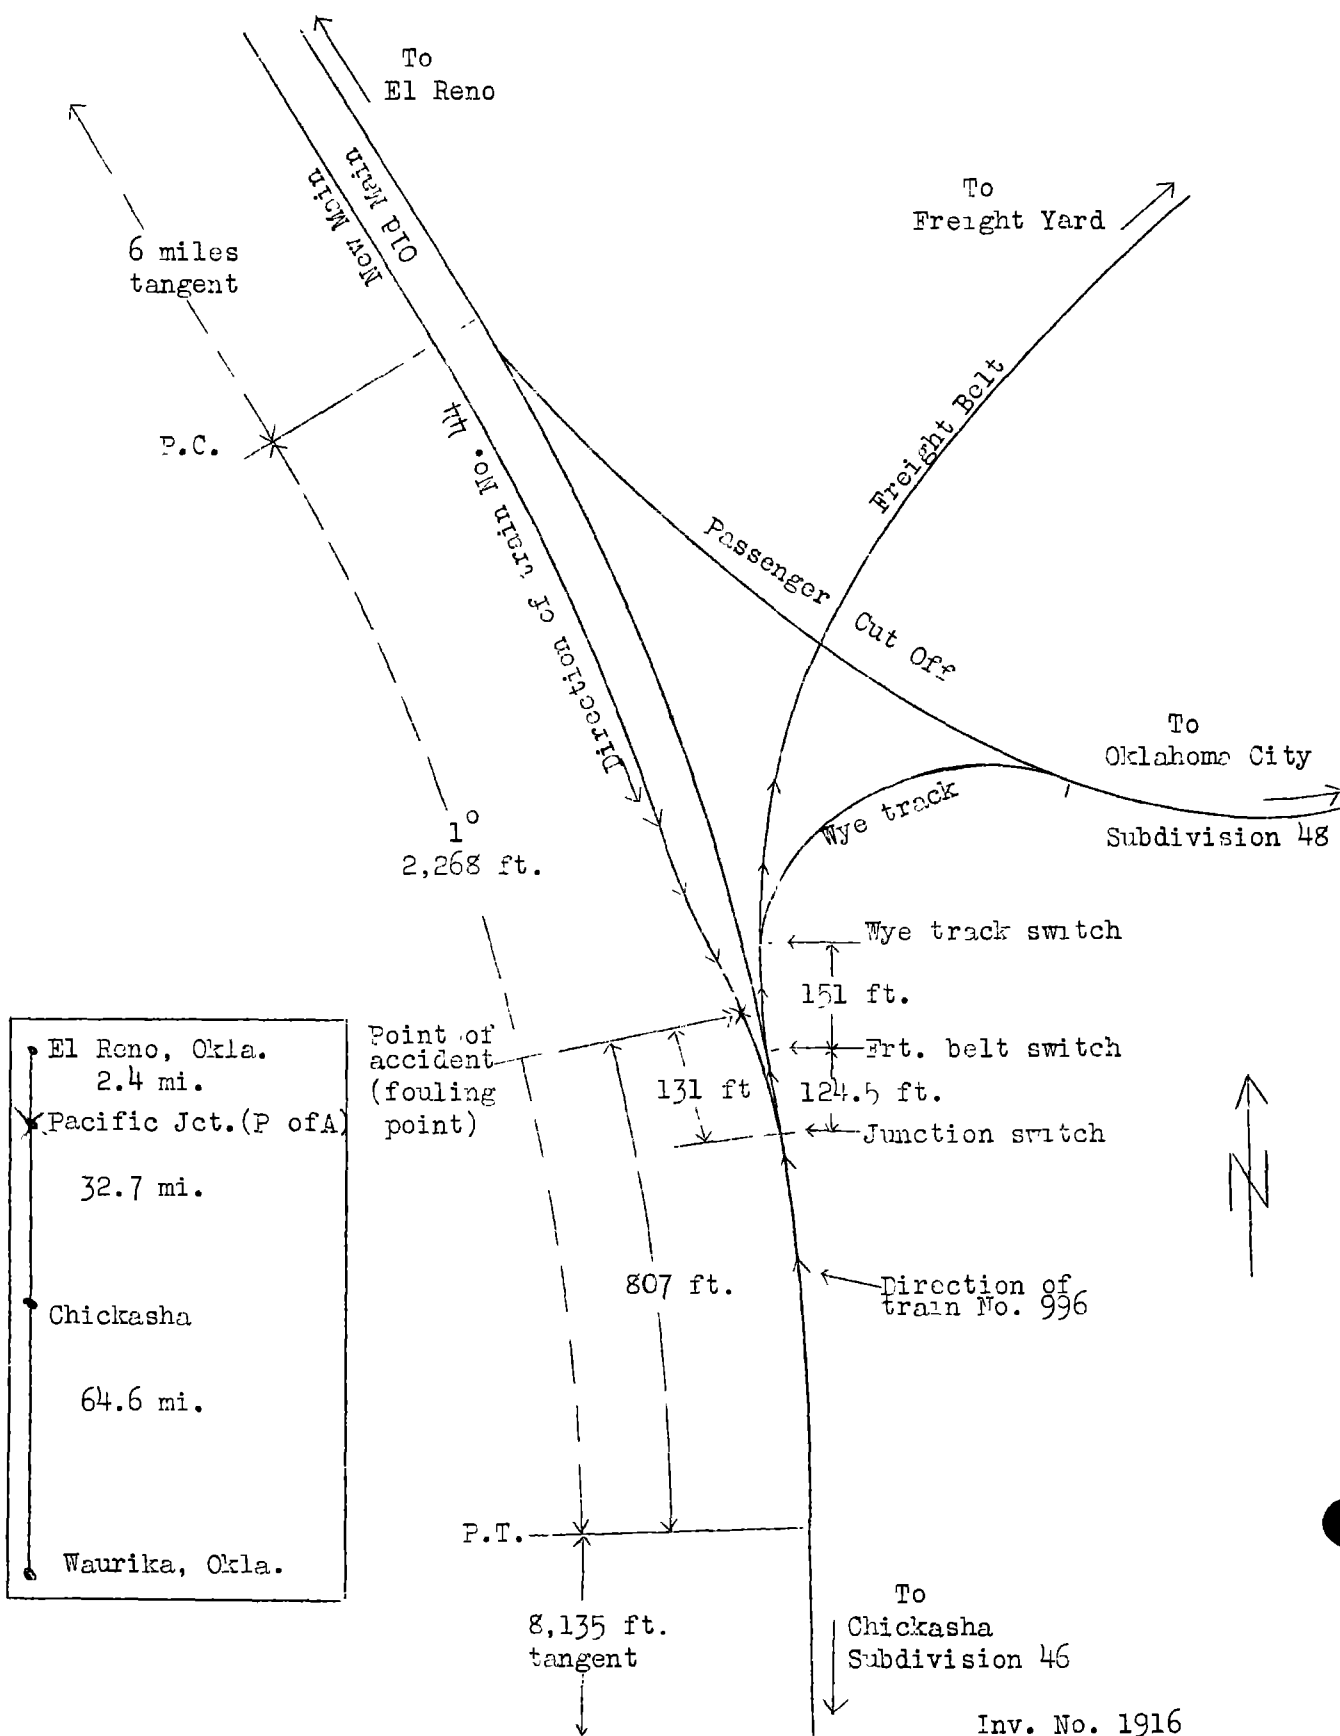 To
El Reno
Old Main
New Main
To
Freight Yard
6 miles
tangent
P.C.
Direction of train No. 44
Freight Belt
Passenger Cut Off
To
Oklahoma City
Subdivision 48
Wye track
1°
2,268 ft.
Wye track switch
151 ft.
Point of
accident
(fouling
point)
131 ft
Frt. belt switch
124.5 ft.
Junction switch
El Reno, Okla.
2.4 mi.
Pacific Jct. (P of A)
32.7 mi.
Chickasha
64.6 mi.
Waurika, Okla.
N
807 ft.
Direction of
train No. 996
P.T.
8,135 ft.
tangent
To
Chickasha
Subdivision 46
Inv. No. 1916